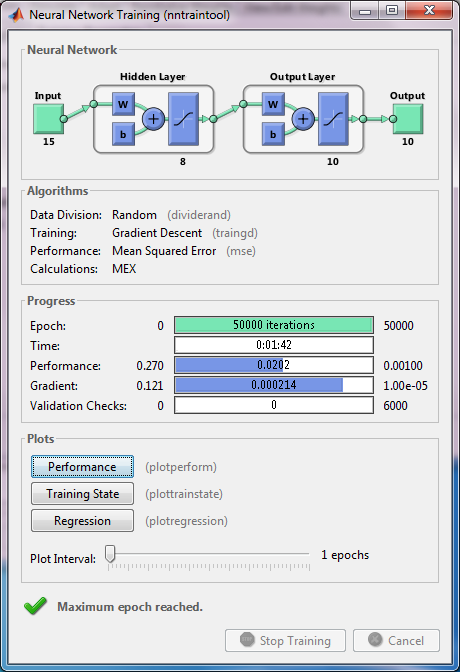 Neural Network Training (nntraintool)
Neural Network
Hidden Layer
Output Layer
Input
Output
W
b
+
W
b
+
15
8
10
10
Algorithms
Data Division: Random (dividerand)
Training: Gradient Descent (traingd)
Performance: Mean Squared Error (mse)
Calculations: MEX
Progress
Epoch: 0 50000 iterations 50000
Time: 0:01:42
Performance: 0.270 0.0202 0.00100
Gradient: 0.121 0.000214 1.00e-05
Validation Checks: 0 0 6000
Plots
Performance (plotperform)
Training State (plottrainstate)
Regression (plotregression)
Plot Interval: 1 epochs
Maximum epoch reached.
Stop Training Cancel